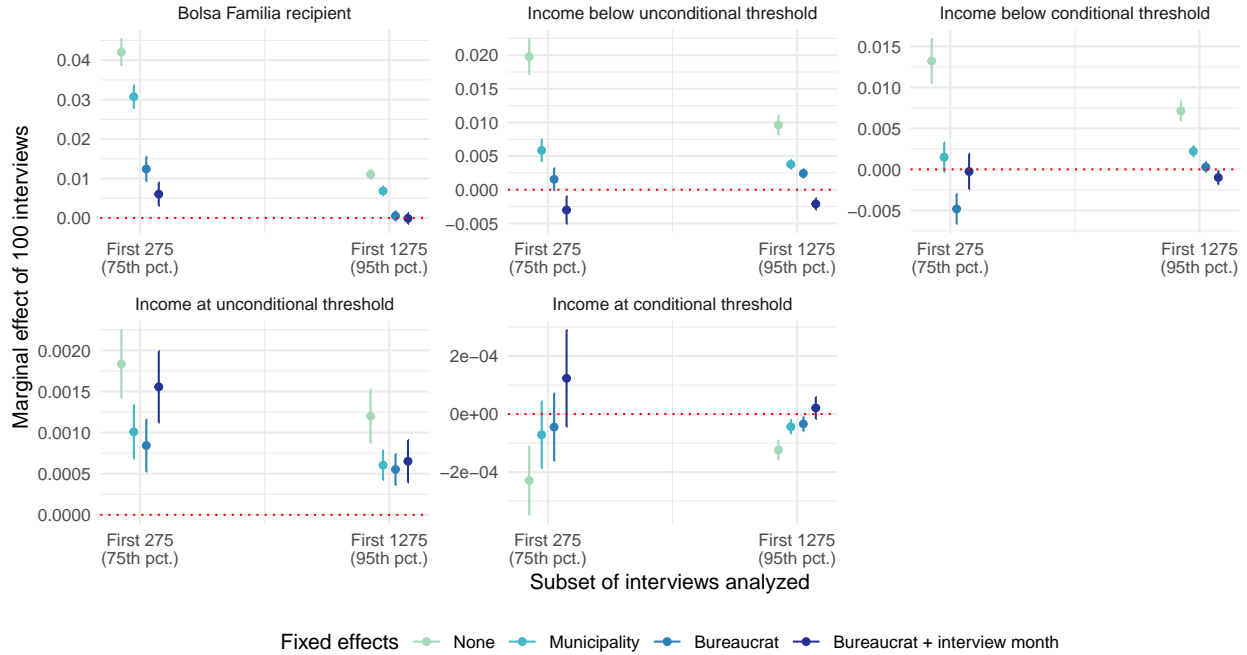 Bolsa Familia recipient
Income below unconditional threshold
Income below conditional threshold
0.04
0.03
0.02
0.01
0.00
0.020
0.015
0.010
0.005
0.000
−0.005
0.015
0.010
0.005
0.000
−0.005
First 275
(75th pct.)
First 1275
(95th pct.)
First 275
(75th pct.)
First 1275
(95th pct.)
First 275
(75th pct.)
First 1275
(95th pct.)
Marginal effect of 100 interviews
Income at unconditional threshold
Income at conditional threshold
0.0020
0.0015
0.0010
0.0005
0.0000
2e−04
0e+00
−2e−04
First 275
(75th pct.)
First 1275
(95th pct.)
First 275
(75th pct.)
First 1275
(95th pct.)
Subset of interviews analyzed
Fixed effects None Municipality Bureaucrat Bureaucrat + interview month